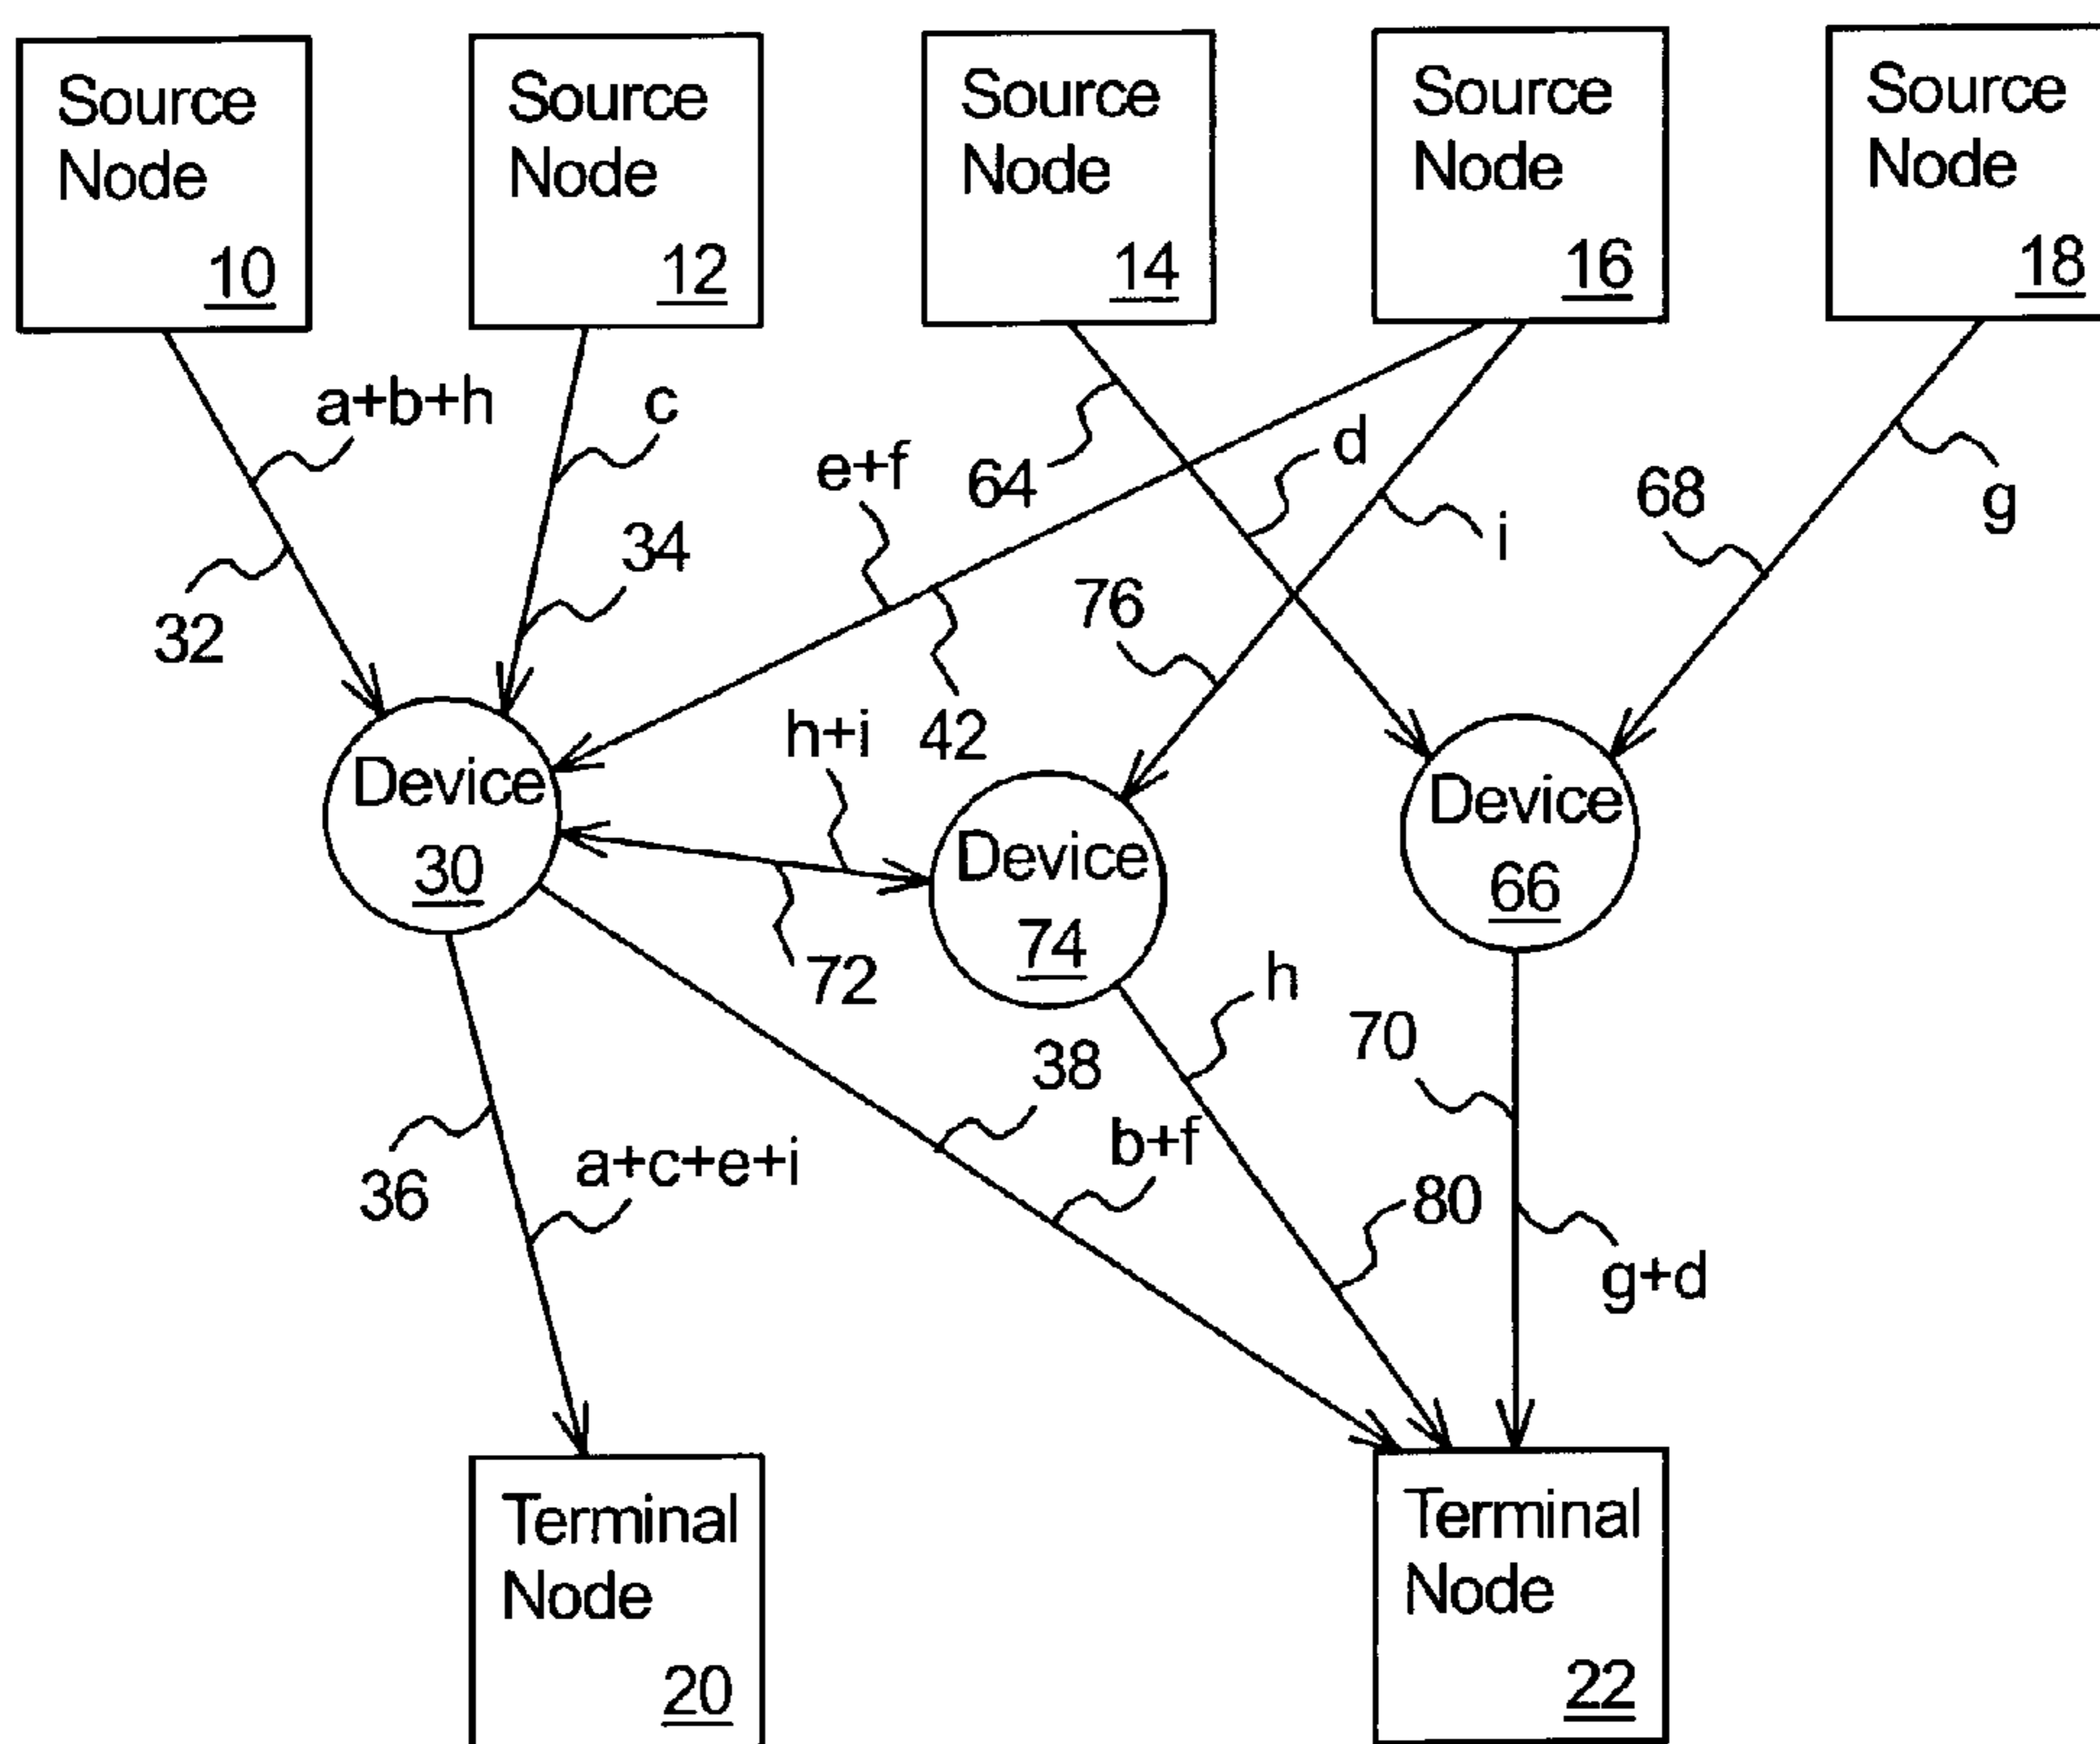 Source
Node
10
Source
Node
12
Source
Node
14
Source
Node
16
Source
Node
18
a+b+h
c
e+f
64
d
i
68
g
32
34
76
42
h+i
Device
30
Device
74
Device
66
72
h
38
70
b+f
36
a+c+e+i
80
g+d
Terminal
Node
20
Terminal
Node
22